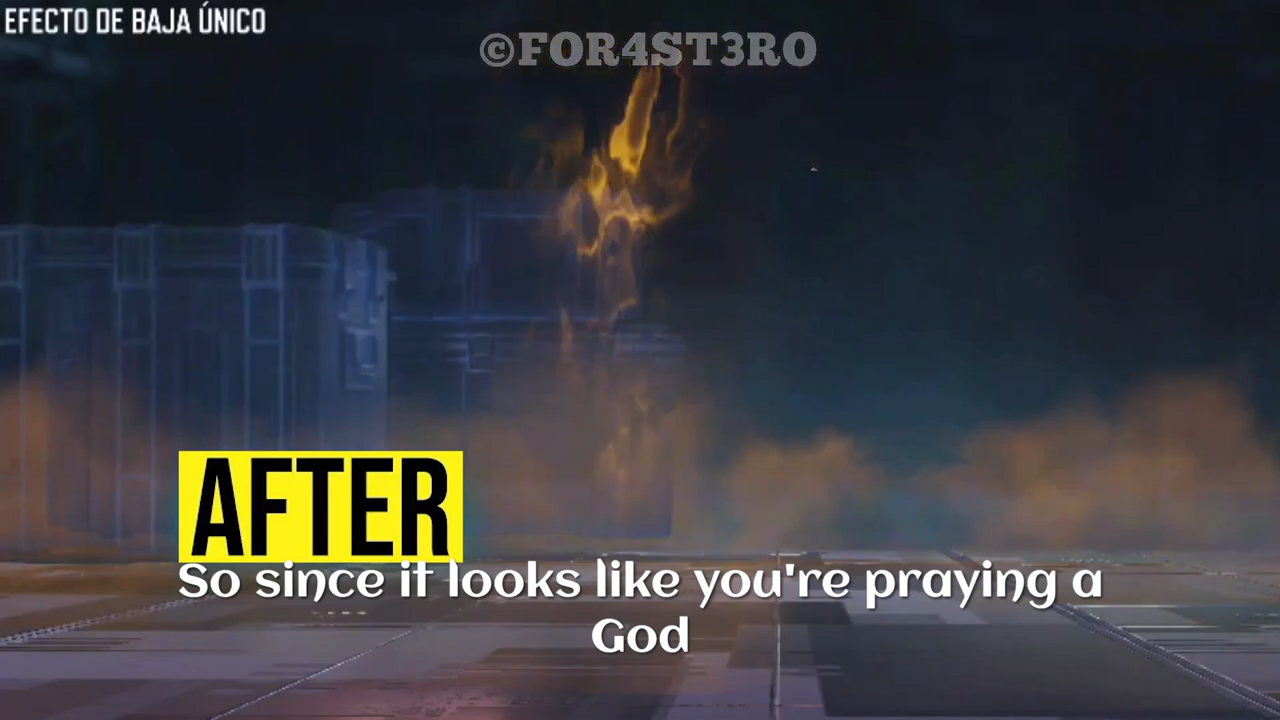 EFECTO DE BAJA ÚNICO
©FOR4ST3RO
AFTER
So since it looks like you're praying a
God